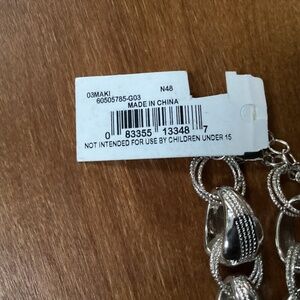 03MAKI N48
60505785-G03
MADE IN CHINA
0 83355 13348 7
NOT INTENDED FOR USE BY CHILDREN UNDER 15